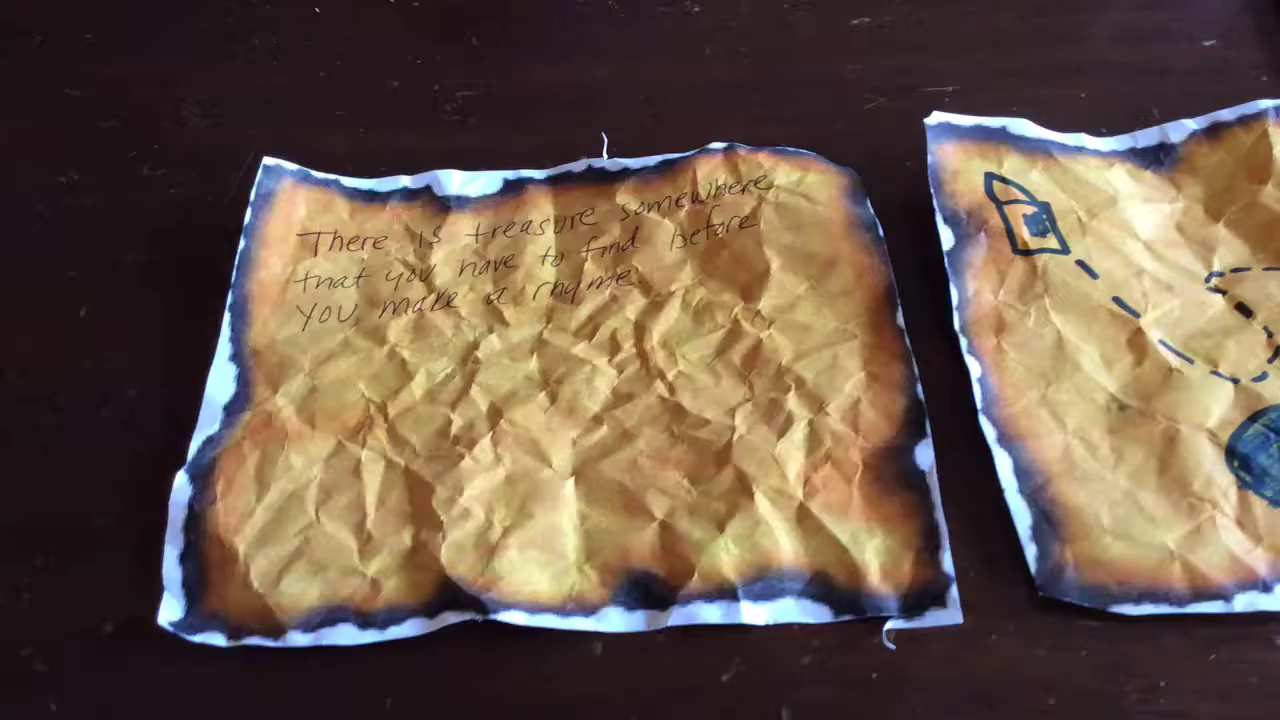 There is treasure somewhere
that you have to find before
you make a rhyme.